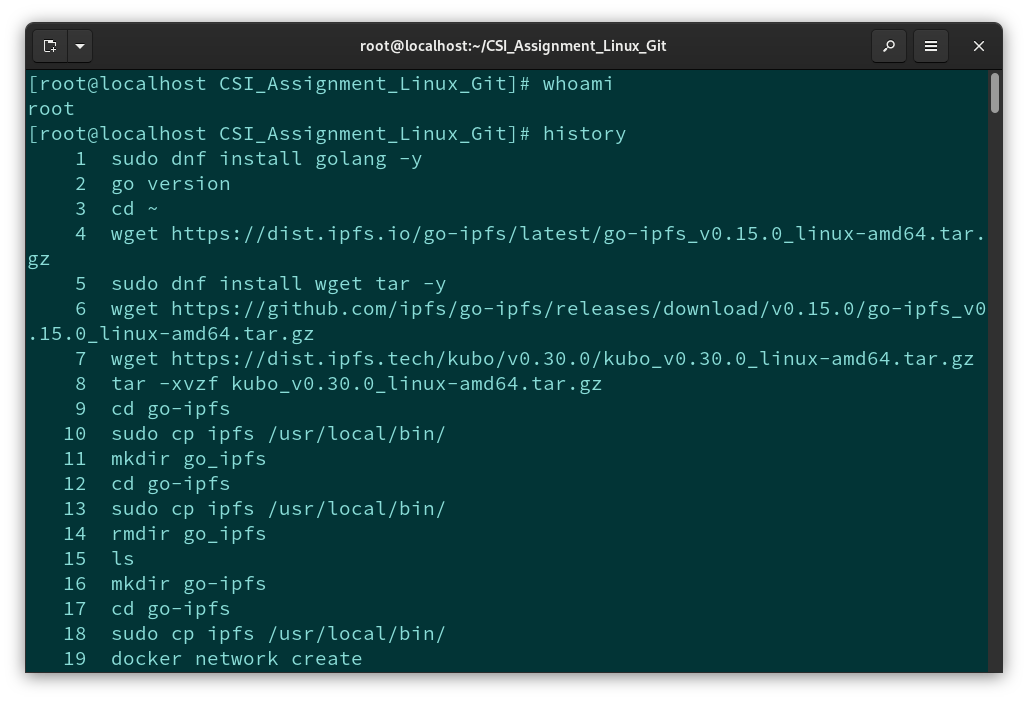 root@localhost:~/CSI_Assignment_Linux_Git
[root@localhost CSI_Assignment_Linux_Git]# whoami
root
[root@localhost CSI_Assignment_Linux_Git]# history
    1  sudo dnf install golang -y
    2  go version
    3  cd ~
    4  wget https://dist.ipfs.io/go-ipfs/latest/go-ipfs_v0.15.0_linux-amd64.tar.
gz
    5  sudo dnf install wget tar -y
    6  wget https://github.com/ipfs/go-ipfs/releases/download/v0.15.0/go-ipfs_v0
.15.0_linux-amd64.tar.gz
    7  wget https://dist.ipfs.tech/kubo/v0.30.0/kubo_v0.30.0_linux-amd64.tar.gz
    8  tar -xvzf kubo_v0.30.0_linux-amd64.tar.gz
    9  cd go-ipfs
   10  sudo cp ipfs /usr/local/bin/
   11  mkdir go_ipfs
   12  cd go-ipfs
   13  sudo cp ipfs /usr/local/bin/
   14  rmdir go_ipfs
   15  ls
   16  mkdir go-ipfs
   17  cd go-ipfs
   18  sudo cp ipfs /usr/local/bin/
   19  docker network create